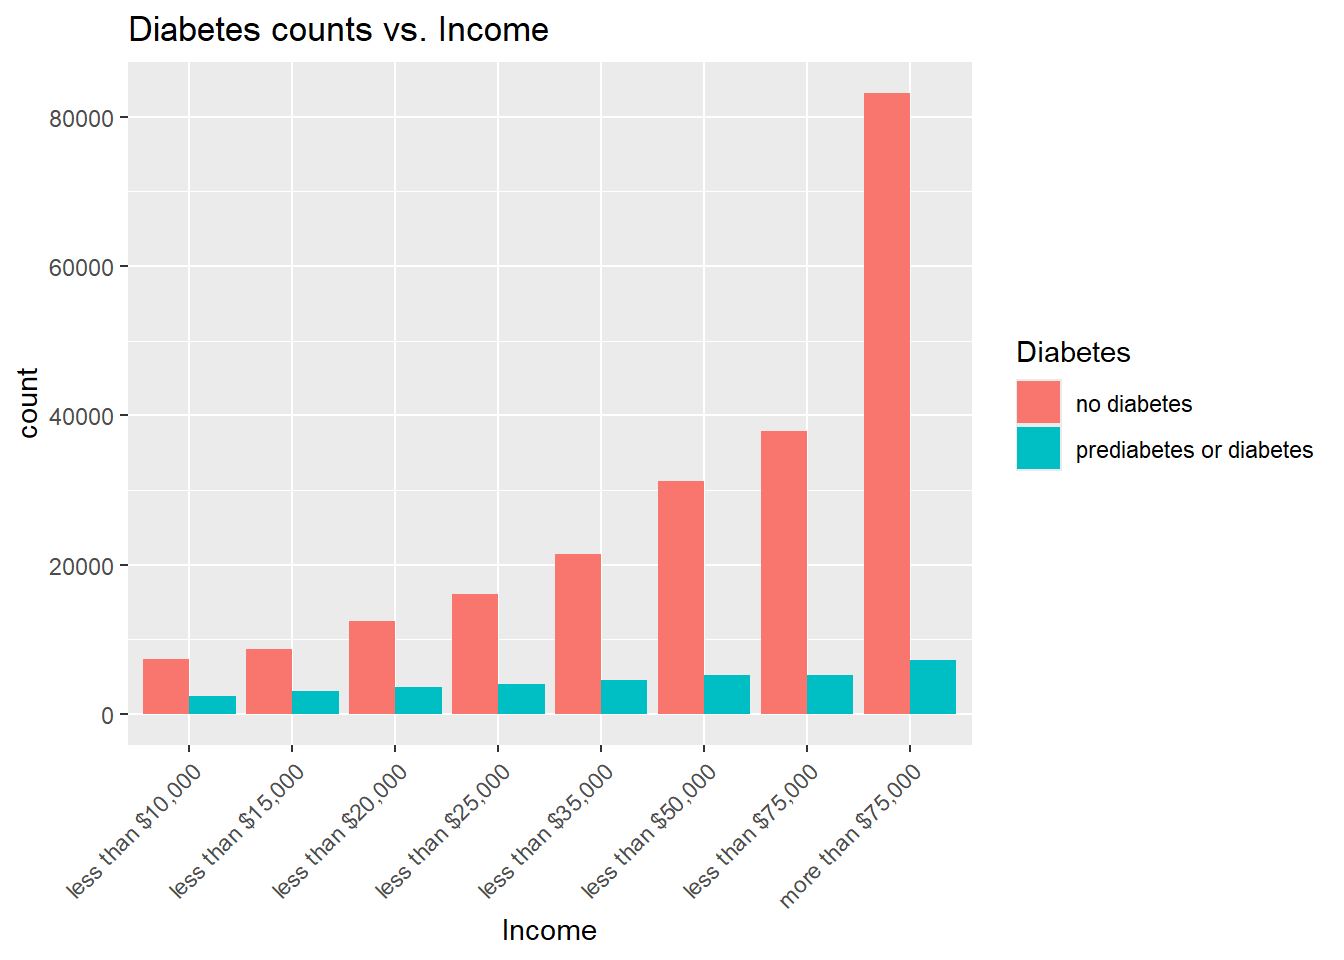 Diabetes counts vs. Income
80000
60000
40000
20000
0
count
less than $10,000
less than $15,000
less than $20,000
less than $25,000
less than $35,000
less than $50,000
less than $75,000
more than $75,000
Income
Diabetes
no diabetes
prediabetes or diabetes